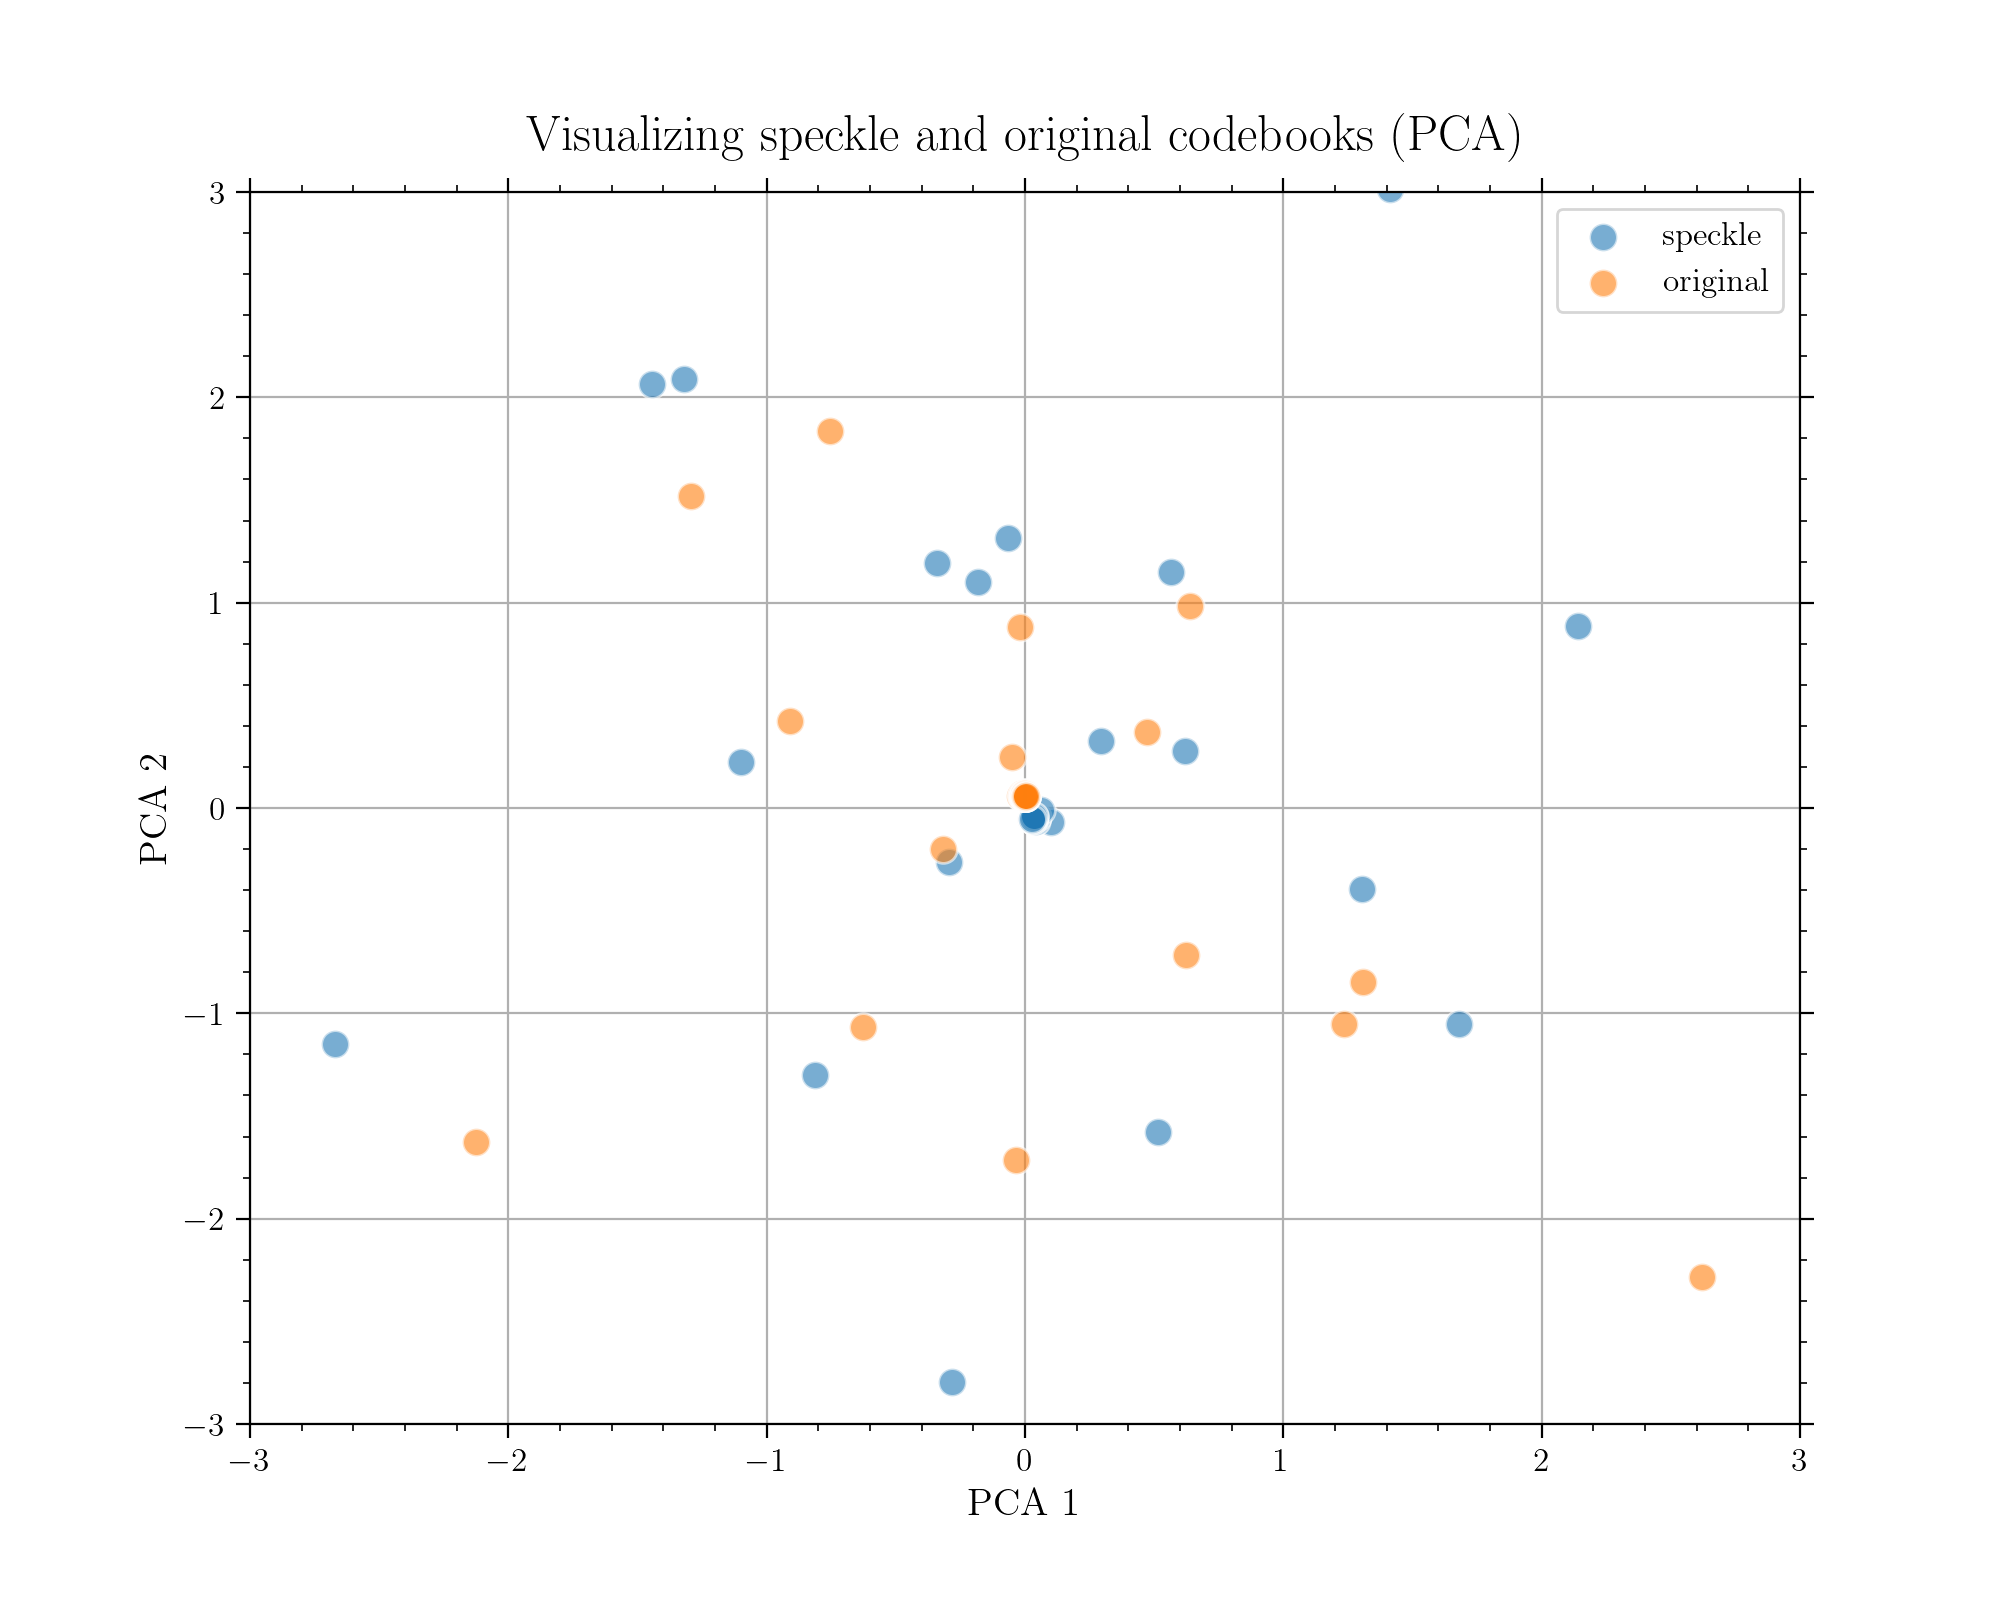 Visualizing speckle and original codebooks (PCA)
speckle
original
3
2
1
0
−1
−2
−3
PCA 2
−3 −2 −1 0 1 2 3
PCA 1